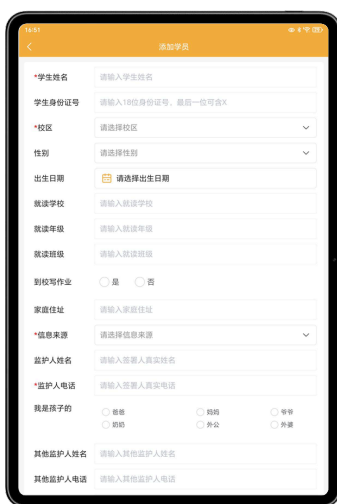 16:51
添加学员
*学生姓名 请输入学生姓名
学生身份证号 请输入18位身份证号，最后一位可含X
*校区 请选择校区
性别 请选择性别
出生日期 请选择出生日期
就读学校 请输入就读学校
就读年级 请输入就读年级
就读班级 请输入就读班级
到校写作业 是 否
家庭住址 请输入家庭住址
*信息来源 请选择信息来源
监护人姓名 请输入签署人真实姓名
*监护人电话 请输入签署人真实电话
我是孩子的 爸爸 妈妈 爷爷
奶奶 外公 外婆
其他监护人姓名 请输入其他监护人姓名
其他监护人电话 请输入其他监护人电话